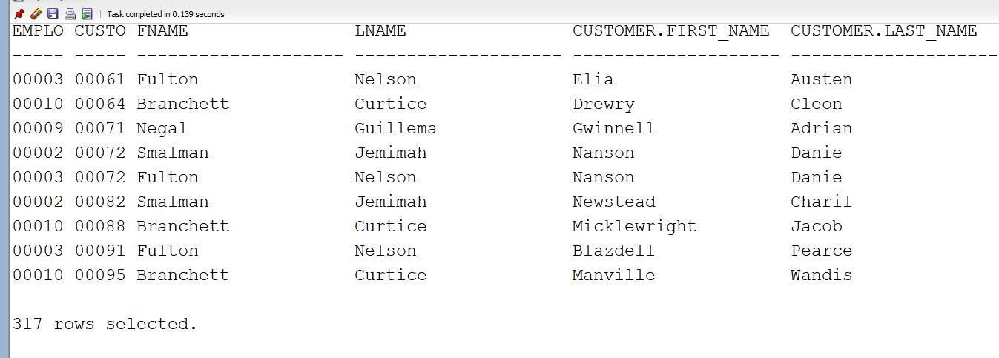 Task completed in 0.139 seconds
EMPLO CUSTO FNAME LNAME CUSTOMER.FIRST_NAME CUSTOMER.LAST_NAME
----- ----- -------------------- -------------------- -------------------- --------------------
00003 00061 Fulton Nelson Elia Austen
00010 00064 Branchett Curtice Drewry Cleon
00009 00071 Negal Guillema Gwinnell Adrian
00002 00072 Smalman Jemimah Nanson Danie
00003 00072 Fulton Nelson Nanson Danie
00002 00082 Smalman Jemimah Newstead Charil
00010 00088 Branchett Curtice Micklewright Jacob
00003 00091 Fulton Nelson Blazdell Pearce
00010 00095 Branchett Curtice Manville Wandis
317 rows selected.